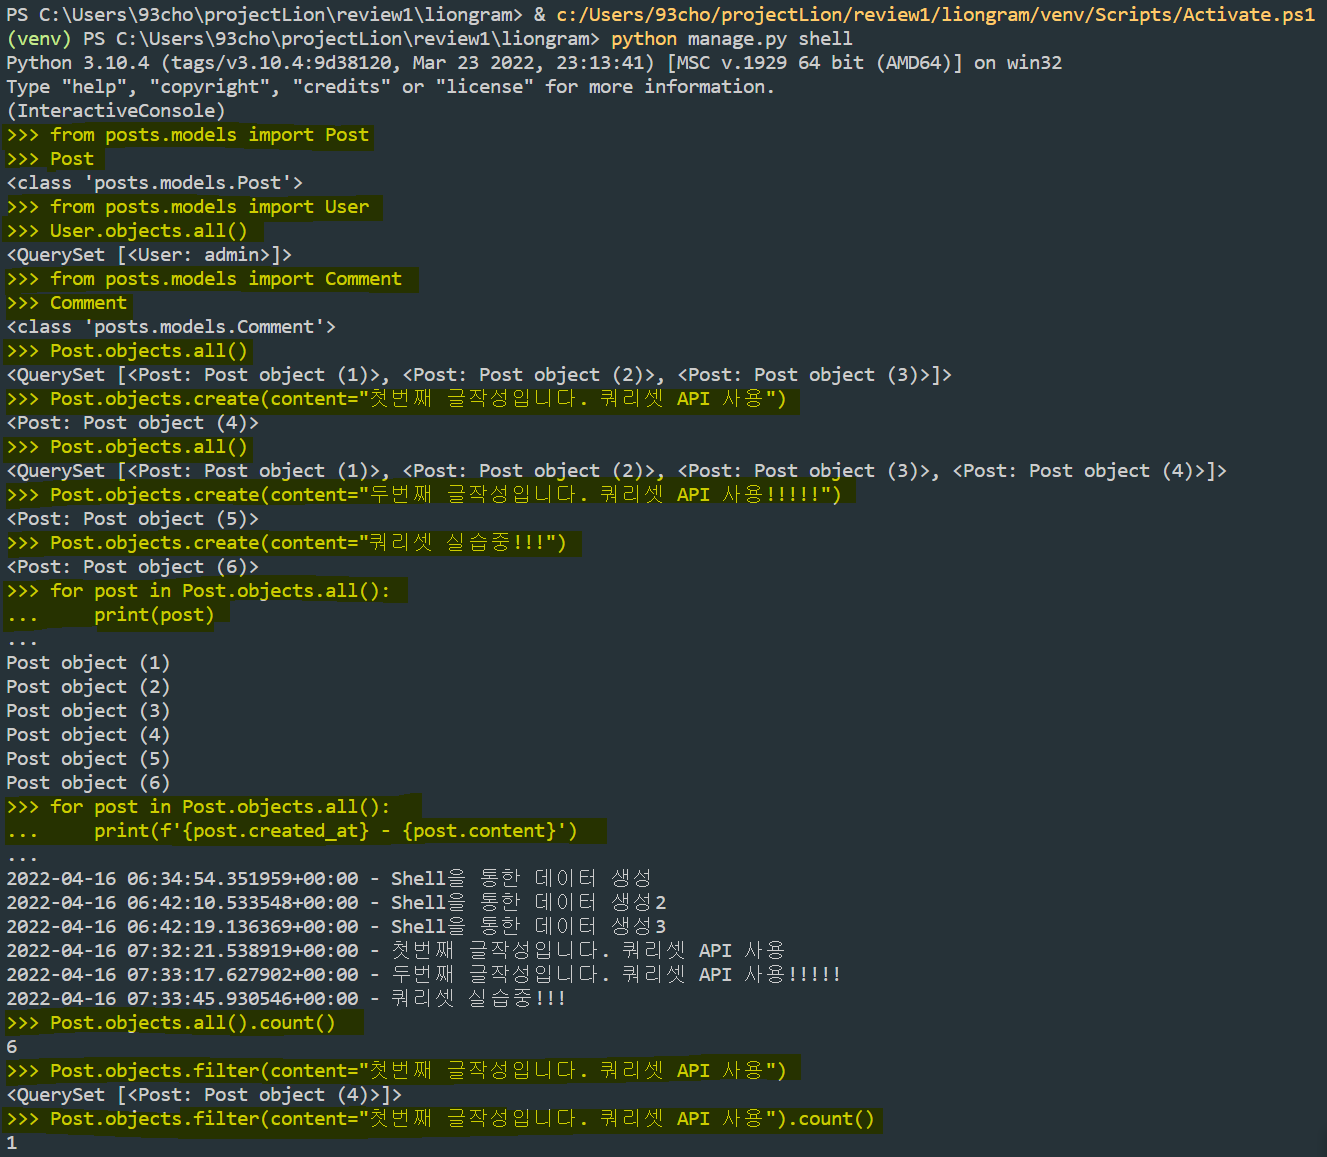 PS C:\Users\93cho\projectLion\review1\liongram> & c:/Users/93cho/projectLion/review1/liongram/venv/Scripts/Activate.ps1
(venv) PS C:\Users\93cho\projectLion\review1\liongram> python manage.py shell
Python 3.10.4 (tags/v3.10.4:9d38120, Mar 23 2022, 23:13:41) [MSC v.1929 64 bit (AMD64)] on win32
Type "help", "copyright", "credits" or "license" for more information.
(InteractiveConsole)
>>> from posts.models import Post
>>> Post
<class 'posts.models.Post'>
>>> from posts.models import User
>>> User.objects.all()
<QuerySet [<User: admin>]>
>>> from posts.models import Comment
>>> Comment
<class 'posts.models.Comment'>
>>> Post.objects.all()
<QuerySet [<Post: Post object (1)>, <Post: Post object (2)>, <Post: Post object (3)>]>
>>> Post.objects.create(content="첫번째 글작성입니다. 쿼리셋 API 사용")
<Post: Post object (4)>
>>> Post.objects.all()
<QuerySet [<Post: Post object (1)>, <Post: Post object (2)>, <Post: Post object (3)>, <Post: Post object (4)>]>
>>> Post.objects.create(content="두번째 글작성입니다. 쿼리셋 API 사용!!!!!")
<Post: Post object (5)>
>>> Post.objects.create(content="쿼리셋 실습중!!!")
<Post: Post object (6)>
>>> for post in Post.objects.all():
...     print(post)
...
Post object (1)
Post object (2)
Post object (3)
Post object (4)
Post object (5)
Post object (6)
>>> for post in Post.objects.all():
...     print(f'{post.created_at} - {post.content}')
...
2022-04-16 06:34:54.351959+00:00 - Shell을 통한 데이터 생성
2022-04-16 06:42:10.533548+00:00 - Shell을 통한 데이터 생성2
2022-04-16 06:42:19.136369+00:00 - Shell을 통한 데이터 생성3
2022-04-16 07:32:21.538919+00:00 - 첫번째 글작성입니다. 쿼리셋 API 사용
2022-04-16 07:33:17.627902+00:00 - 두번째 글작성입니다. 쿼리셋 API 사용!!!!!
2022-04-16 07:33:45.930546+00:00 - 쿼리셋 실습중!!!
>>> Post.objects.all().count()
6
>>> Post.objects.filter(content="첫번째 글작성입니다. 쿼리셋 API 사용")
<QuerySet [<Post: Post object (4)>]>
>>> Post.objects.filter(content="첫번째 글작성입니다. 쿼리셋 API 사용").count()
1